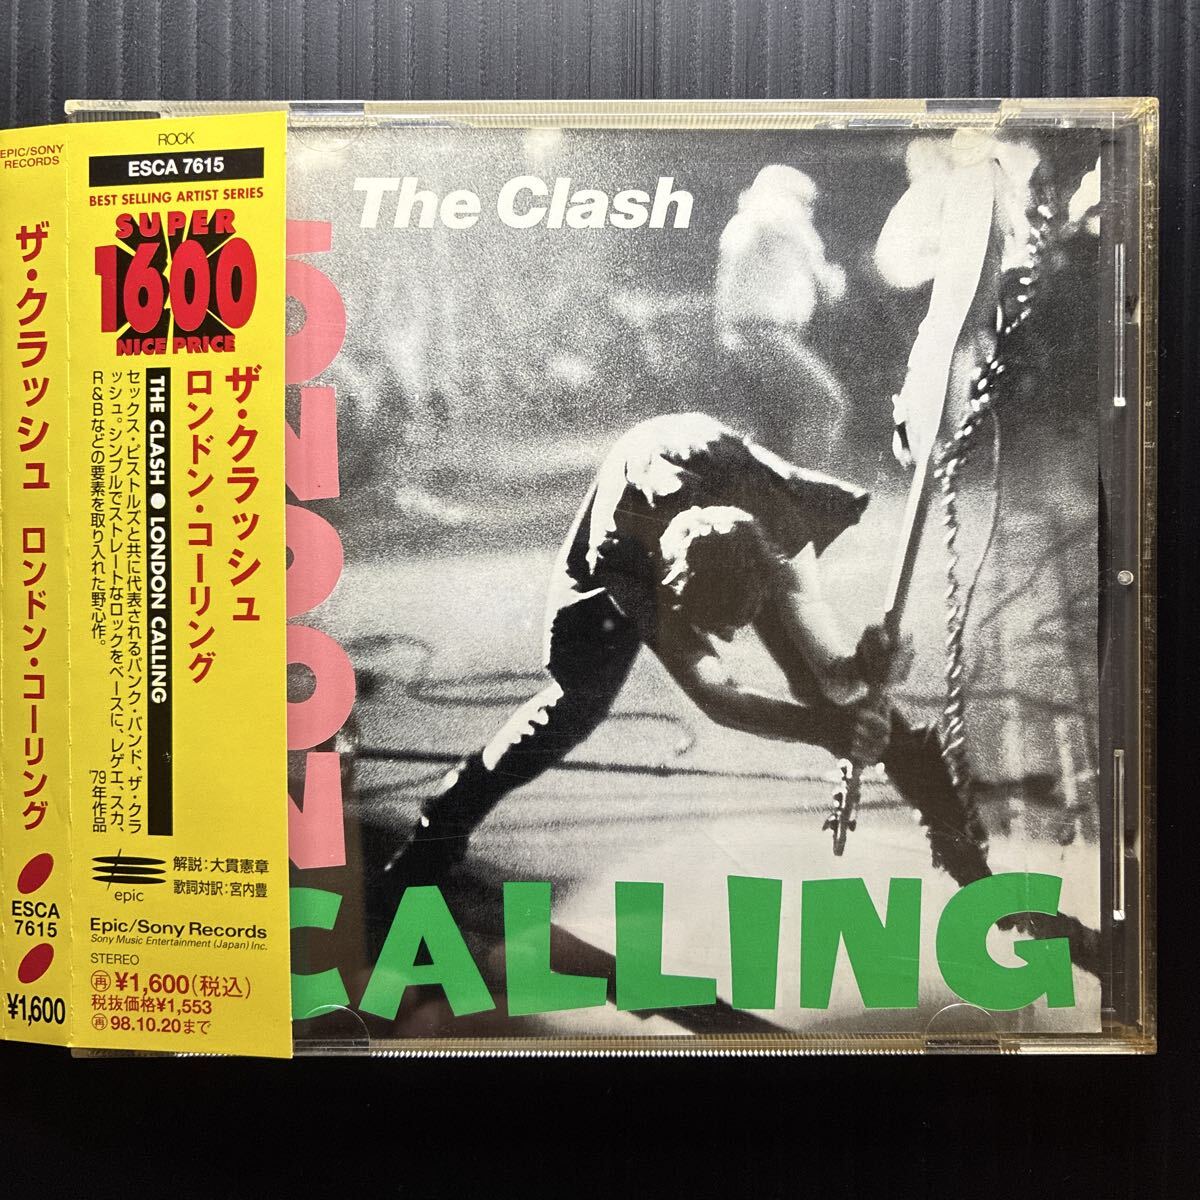 EPIC/SONY
RECORDS
ザ・クラッシュ ロンドン・コーリング
ESCA
7615
¥1,600
ROCK
ESCA 7615
BEST SELLING ARTIST SERIES
SUPER
1600
NICE PRICE
ザ・クラッシュ
ロンドン・コーリング
THE CLASH ● LONDON CALLING
セックス・ピストルズと共に代表されるパンク・バンド、ザ・クラ
ッシュ。シンプルでストレートなロックをベースに、レゲエ、スカ、
R&Bなどの要素を取り入れた野心作。 '79年作品
epic
解説:大貫憲章
歌詞対訳:宮内豊
Epic/Sony Records
Sony Music Entertainment (Japan) Inc.
STEREO
再¥1,600(税込)
税抜価格¥1,553
再98.10.20まで
The Clash
ONDON
CALLING